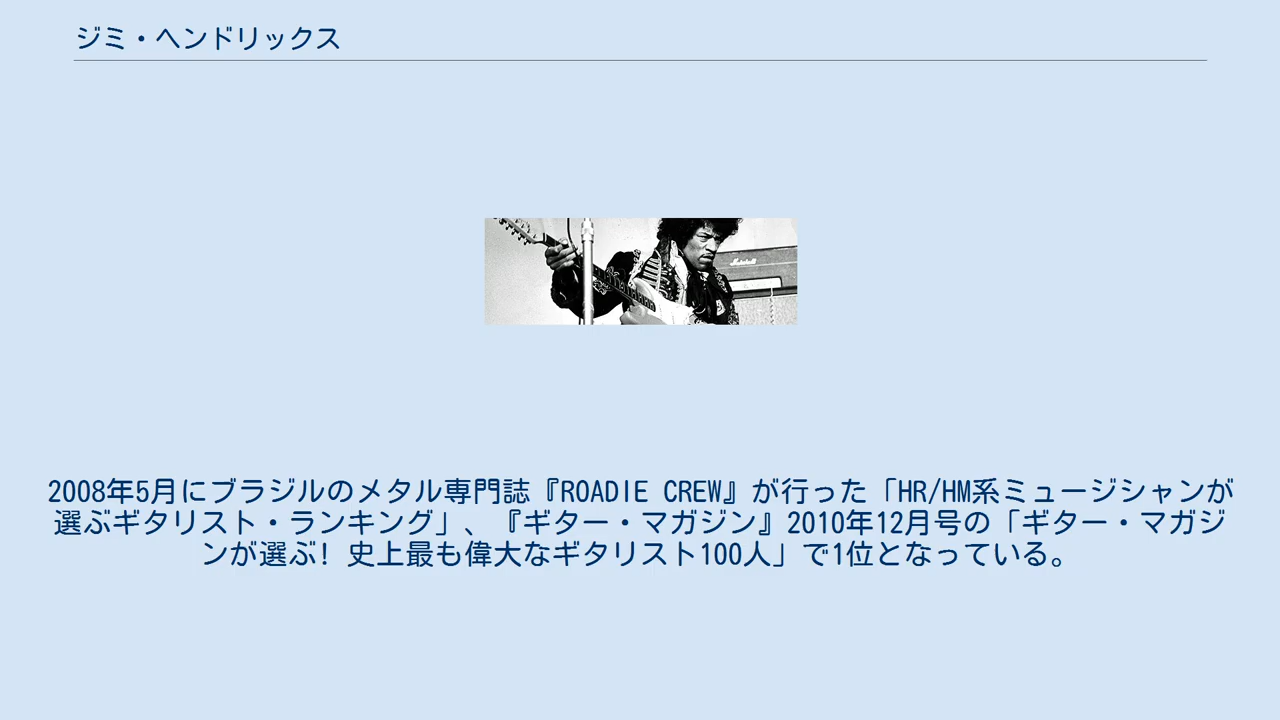 ジミ・ヘンドリックス
Marshall
2008年5月にブラジルのメタル専門誌『ROADIE CREW』が行った「HR/HM系ミュージシャンが
選ぶギタリスト・ランキング」、『ギター・マガジン』2010年12月号の「ギター・マガジ
ンが選ぶ! 史上最も偉大なギタリスト100人」で1位となっている。